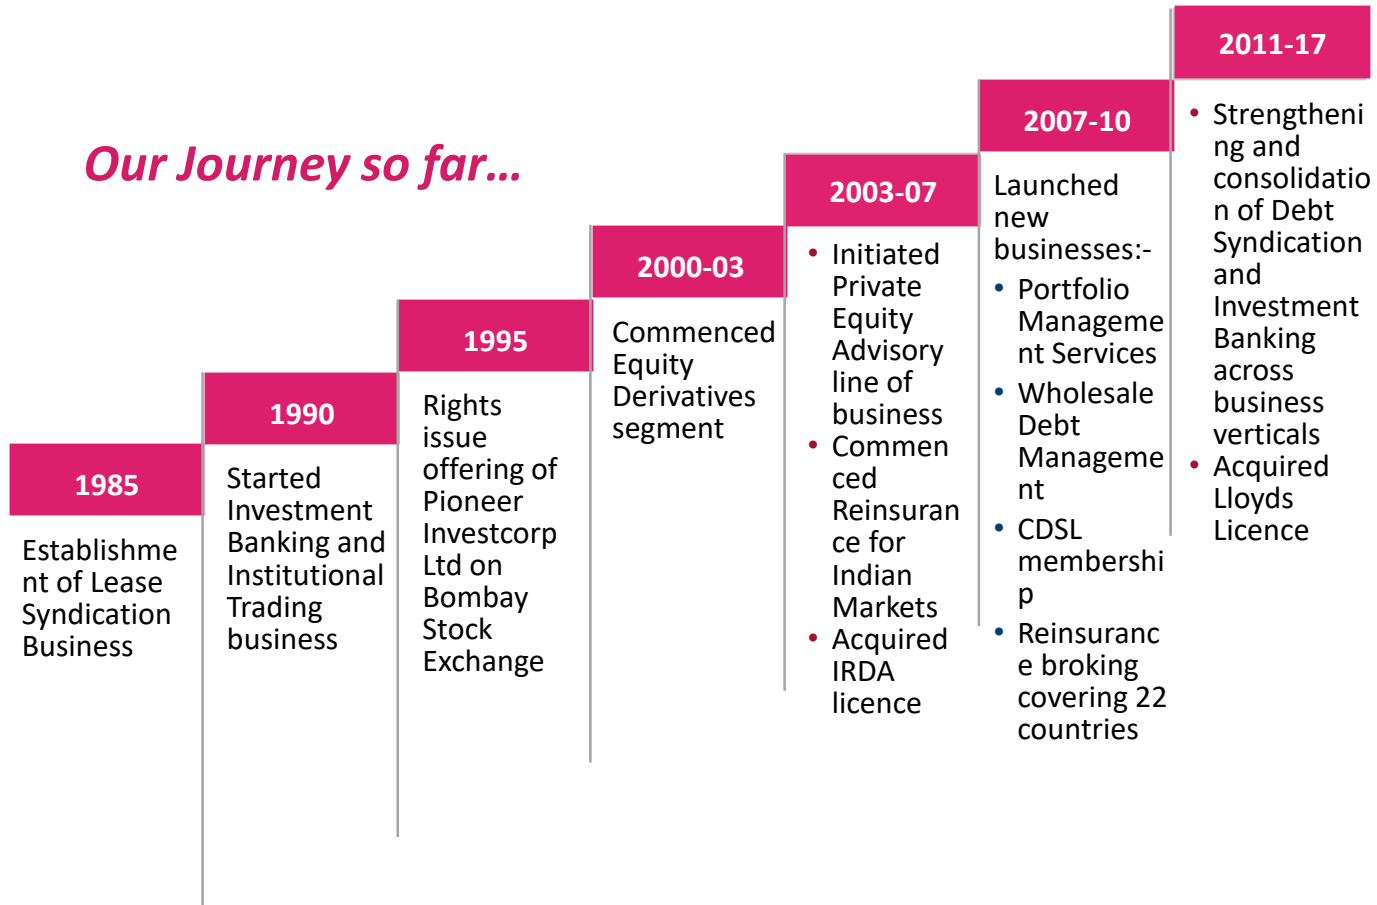 Our Journey so far...
1985
Establishme
nt of Lease
Syndication
Business
1990
Started
Investment
Banking and
Institutional
Trading
business
1995
Rights
issue
offering of
Pioneer
Investcorp
Ltd on
Bombay
Stock
Exchange
2000-03
Commenced
Equity
Derivatives
segment
2003-07
• Initiated
Private
Equity
Advisory
line of
business
• Commen
ced
Reinsuran
ce for
Indian
Markets
• Acquired
IRDA
licence
2007-10
Launched
new
businesses:-
• Portfolio
Manageme
nt Services
• Wholesale
Debt
Manageme
nt
• CDSL
membershi
p
• Reinsuranc
e broking
covering 22
countries
2011-17
• Strengtheni
ng and
consolidatio
n of Debt
Syndication
and
Investment
Banking
across
business
verticals
• Acquired
Lloyds
Licence